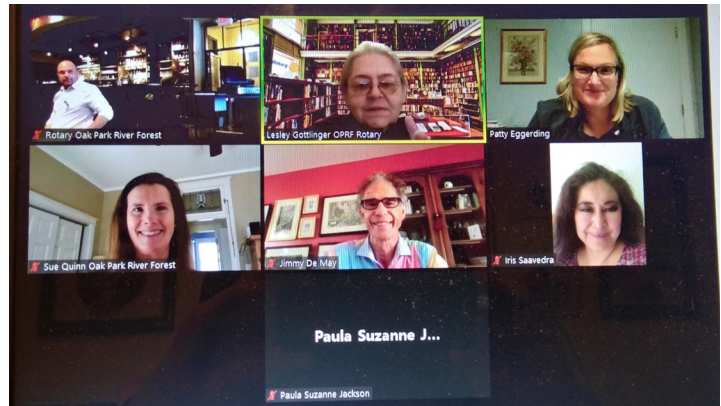 Rotary Oak Park River Forest
Lesley Gottlinger OPRF Rotary
Patty Eggerding
Sue Quinn Oak Park River Forest
Jimmy De May
Iris Saavedra
Paula Suzanne J...
Paula Suzanne Jackson